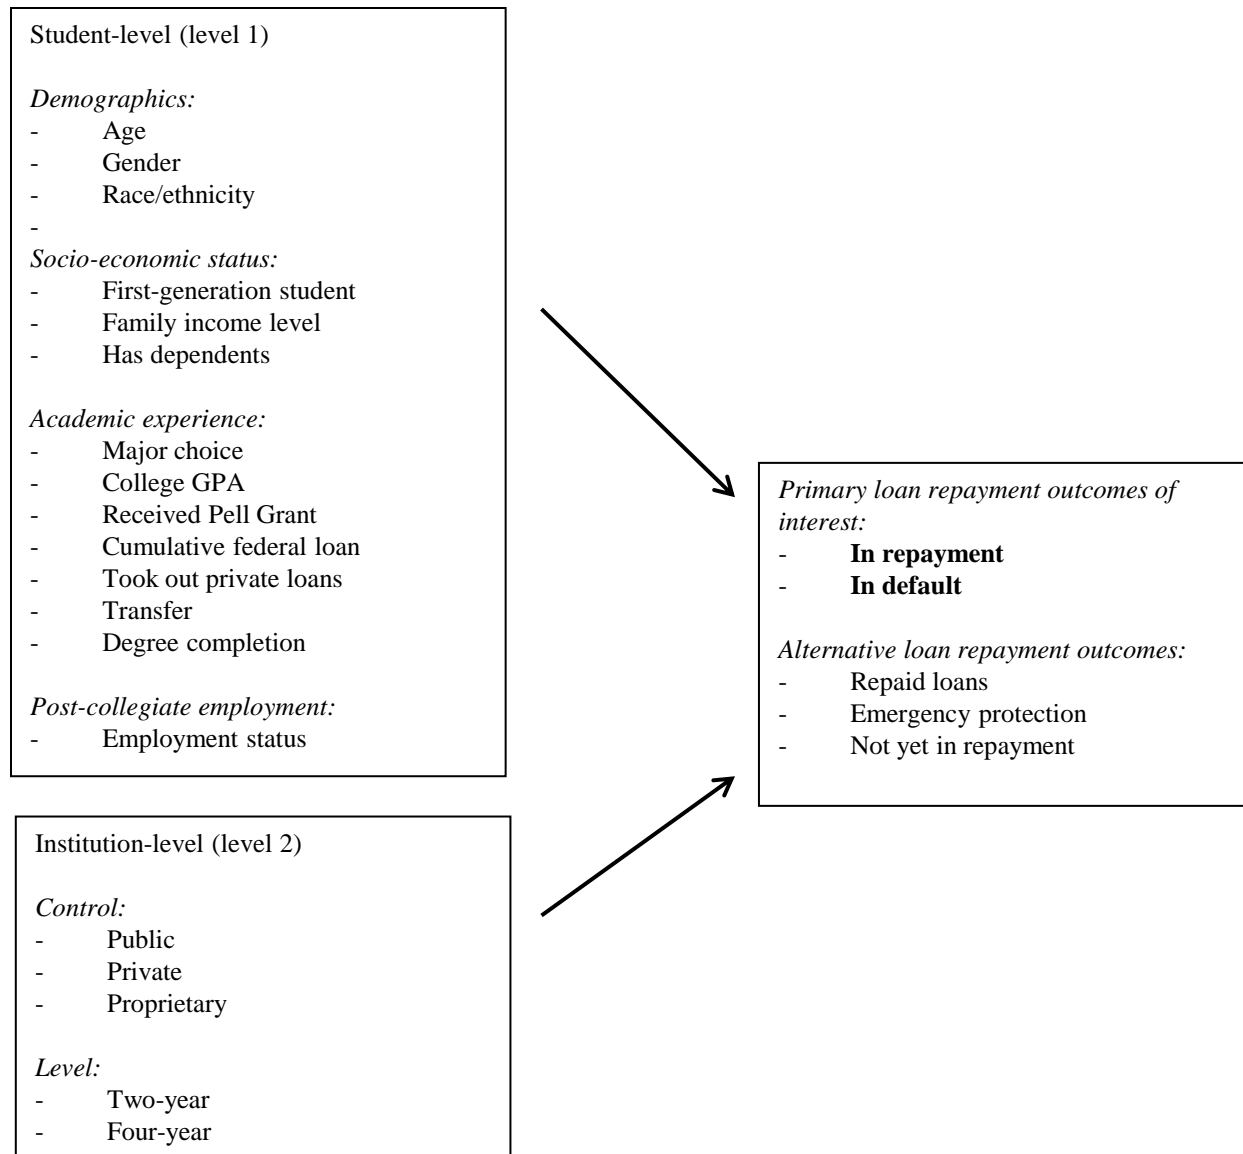 Student-level (level 1)
Demographics:
- Age
- Gender
- Race/ethnicity
-
Socio-economic status:
- First-generation student
- Family income level
- Has dependents
Academic experience:
- Major choice
- College GPA
- Received Pell Grant
- Cumulative federal loan
- Took out private loans
- Transfer
- Degree completion
Post-collegiate employment:
- Employment status
Primary loan repayment outcomes of
interest:
- In repayment
- In default
Alternative loan repayment outcomes:
- Repaid loans
- Emergency protection
- Not yet in repayment
Institution-level (level 2)
Control:
- Public
- Private
- Proprietary
Level:
- Two-year
- Four-year